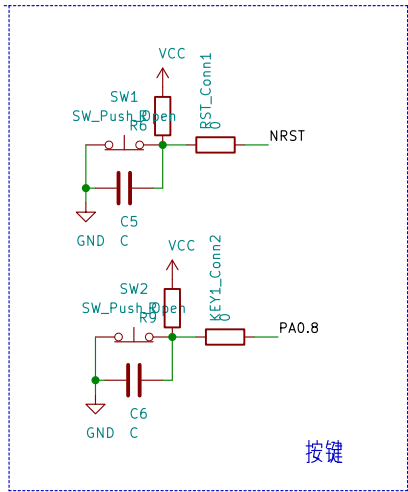 VCC
RST_Conn1
0
SW1
SW_Push_Open
R6
R
NRST
C5
C
GND
VCC
KEY1_Conn2
0
SW2
SW_Push_Open
R9
R
PA0.8
C6
C
GND
按键